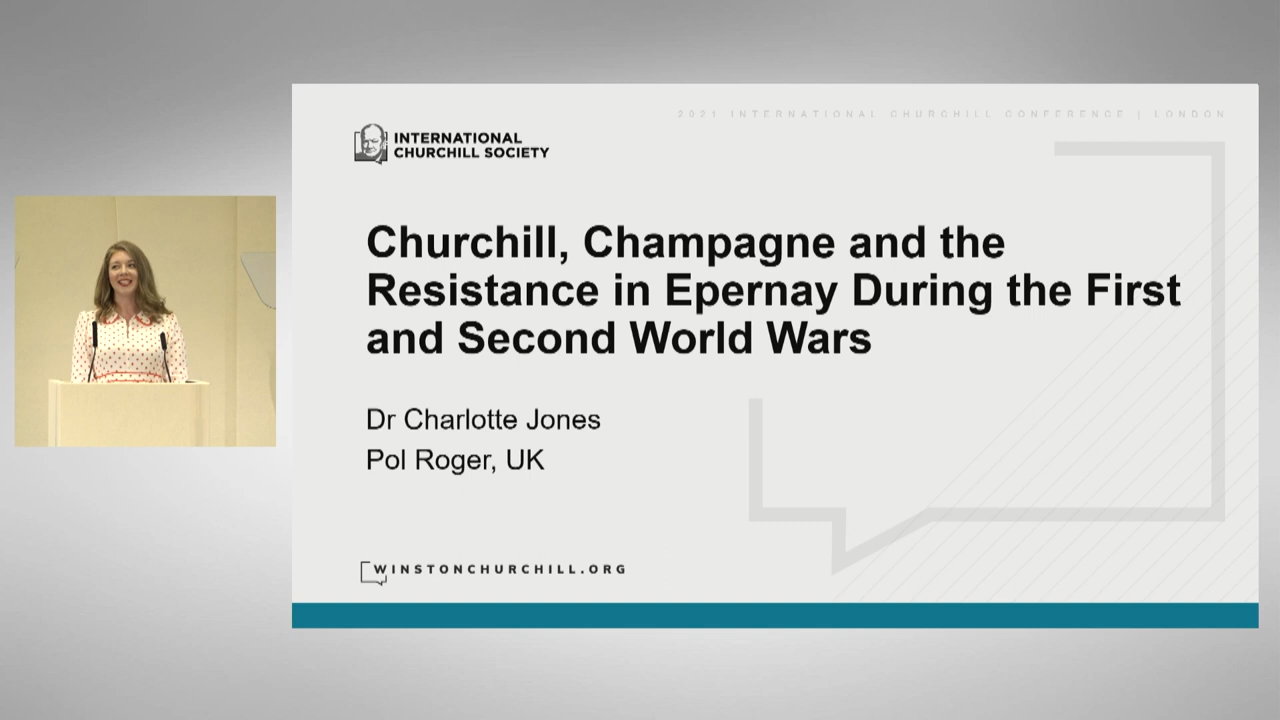 2021 INTERNATIONAL CHURCHILL CONFERENCE | LONDON
INTERNATIONAL
CHURCHILL SOCIETY
Churchill, Champagne and the
Resistance in Epernay During the First
and Second World Wars
Dr Charlotte Jones
Pol Roger, UK
WINSTONCHURCHILL.ORG